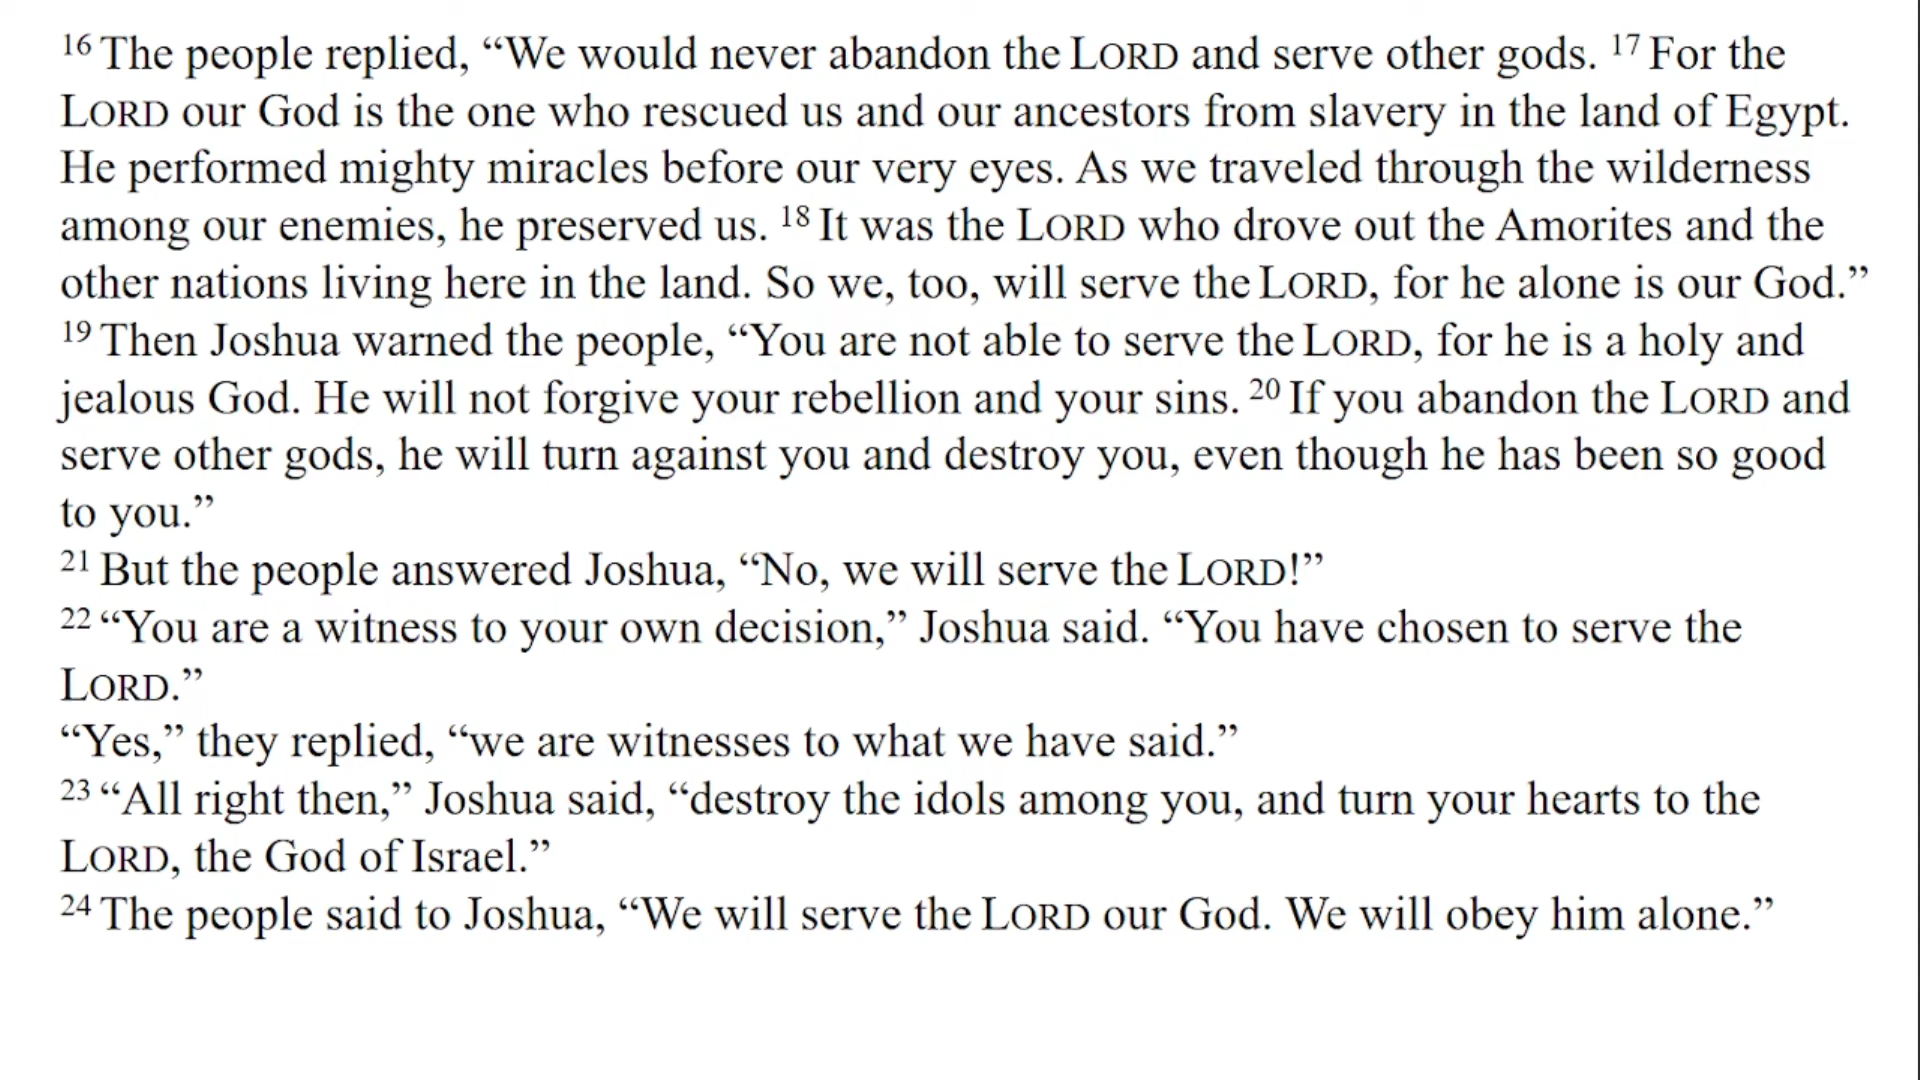 16 The people replied, “We would never abandon the LORD and serve other gods. 17 For the
LORD our God is the one who rescued us and our ancestors from slavery in the land of Egypt.
He performed mighty miracles before our very eyes. As we traveled through the wilderness
among our enemies, he preserved us. 18 It was the LORD who drove out the Amorites and the
other nations living here in the land. So we, too, will serve the LORD, for he alone is our God.”
19 Then Joshua warned the people, “You are not able to serve the LORD, for he is a holy and
jealous God. He will not forgive your rebellion and your sins. 20 If you abandon the LORD and
serve other gods, he will turn against you and destroy you, even though he has been so good
to you.”
21 But the people answered Joshua, “No, we will serve the LORD!”
22 “You are a witness to your own decision,” Joshua said. “You have chosen to serve the
LORD.”
“Yes,” they replied, “we are witnesses to what we have said.”
23 “All right then,” Joshua said, “destroy the idols among you, and turn your hearts to the
LORD, the God of Israel.”
24 The people said to Joshua, “We will serve the LORD our God. We will obey him alone.”